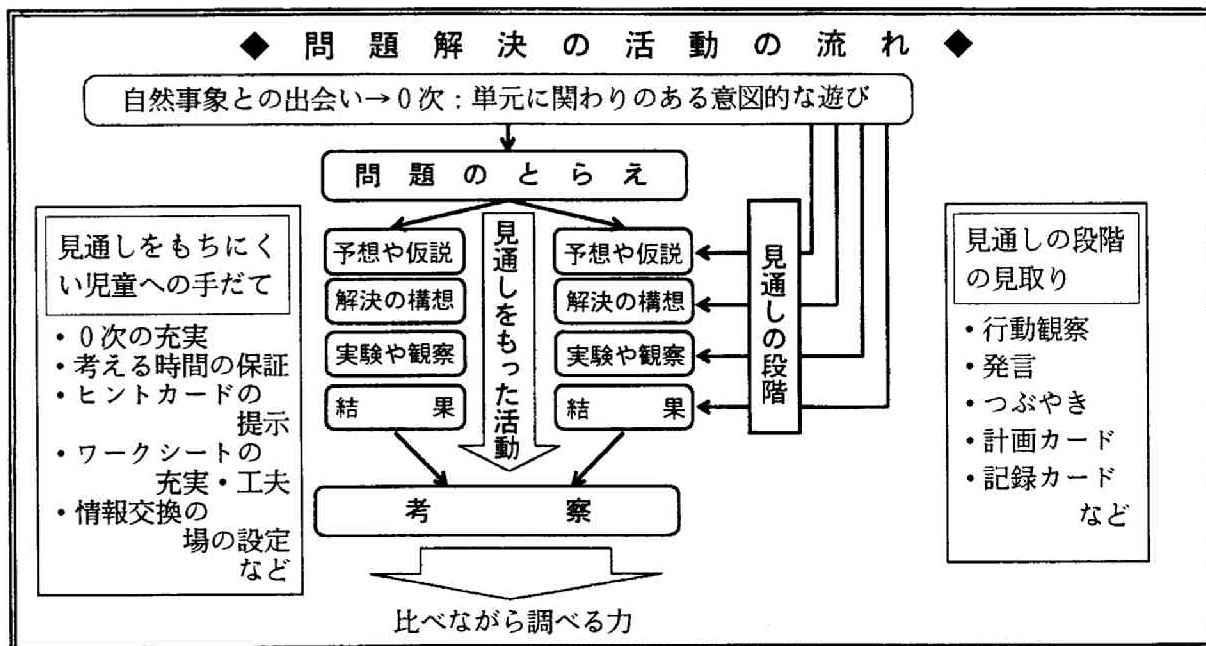 ◆ 問題解決の活動の流れ ◆
自然事象との出会い→0次：単元に関わりのある意図的な遊び
問題のとらえ
見通しをもちにく
い児童への手だて
・0次の充実
・考える時間の保証
・ヒントカードの
提示
・ワークシートの
充実・工夫
・情報交換の
場の設定
など
予想や仮説
解決の構想
実験や観察
結果
見通しをもった活動
予想や仮説
解決の構想
実験や観察
結果
見通しの段階
見通しの段階
の見取り
・行動観察
・発言
・つぶやき
・計画カード
・記録カード
など
考察
比べながら調べる力